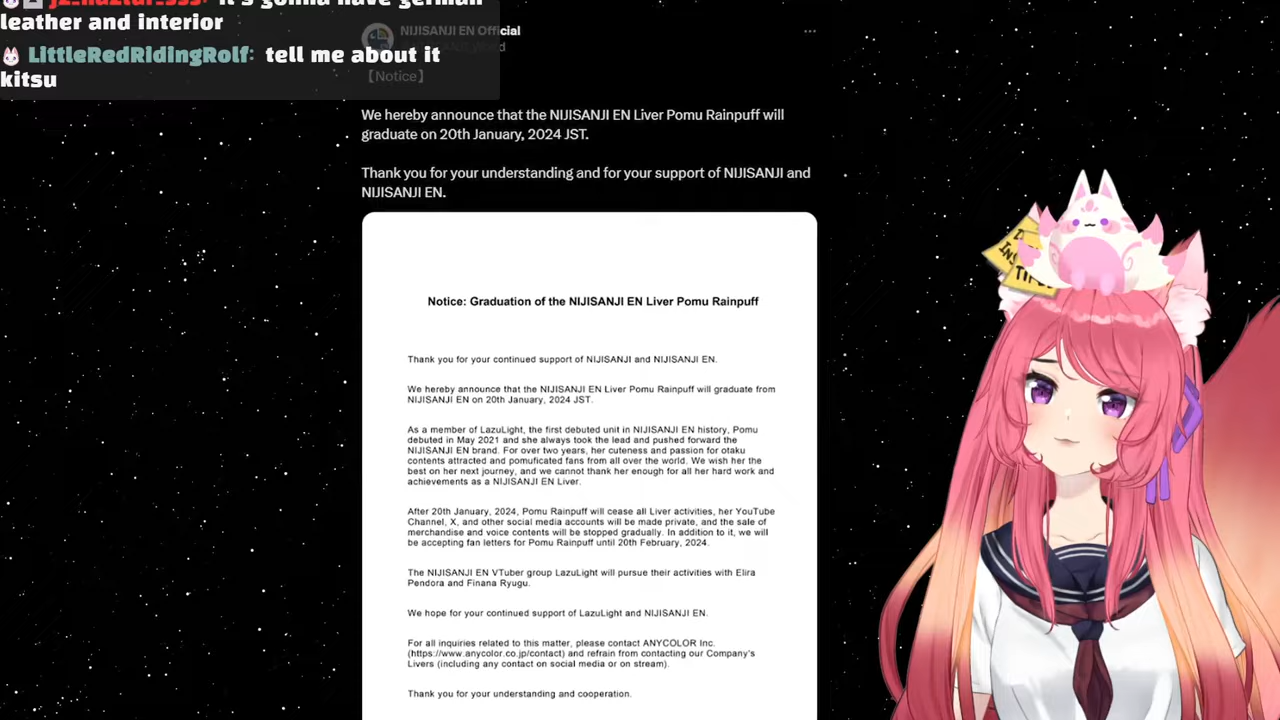 it's gonna have german
leather and interior
LittleRedRidingRolf: tell me about it
kitsu
NIJISANJI EN Official
【Notice】
We hereby announce that the NIJISANJI EN Liver Pomu Rainpuff will
graduate on 20th January, 2024 JST.
Thank you for your understanding and for your support of NIJISANJI and
NIJISANJI EN.
Notice: Graduation of the NIJISANJI EN Liver Pomu Rainpuff
Thank you for your continued support of NIJISANJI and NIJISANJI EN.
We hereby announce that the NIJISANJI EN Liver Pomu Rainpuff will graduate from
NIJISANJI EN on 20th January, 2024 JST.
As a member of LazuLight, the first debuted unit in NIJISANJI EN history, Pomu
debuted in May 2021 and she always took the lead and pushed forward the
NIJISANJI EN brand. For over two years, her cuteness and passion for otaku
contents attracted and pomuficated fans from all over the world. We wish her the
best on her next journey, and we cannot thank her enough for all her hard work and
achievements as a NIJISANJI EN Liver.
After 20th January, 2024, Pomu Rainpuff will cease all Liver activities, her YouTube
Channel, X, and other social media accounts will be made private, and the sale of
merchandise and voice contents will be stopped gradually. In addition to it, we will
be accepting fan letters for Pomu Rainpuff until 20th February, 2024.
The NIJISANJI EN VTuber group LazuLight will pursue their activities with Elira
Pendora and Finana Ryugu.
We hope for your continued support of LazuLight and NIJISANJI EN.
For all inquiries related to this matter, please contact ANYCOLOR Inc.
(https://www.anycolor.co.jp/contact) and refrain from contacting our Company's
Livers (including any contact on social media or on stream).
Thank you for your understanding and cooperation.